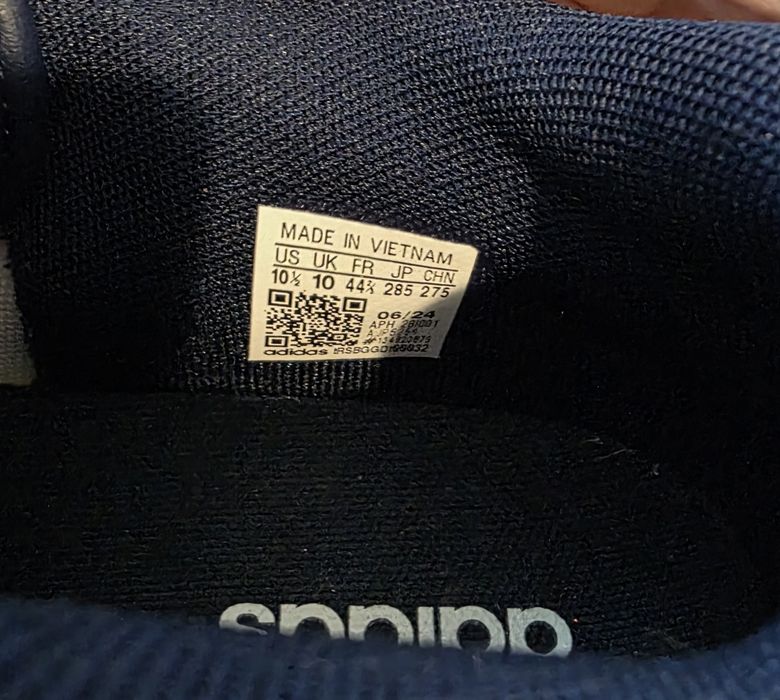 MADE IN VIETNAM
US UK FR JP CHN
10½ 10 44⅔ 285 275
06/24
APH
adidas
adidas